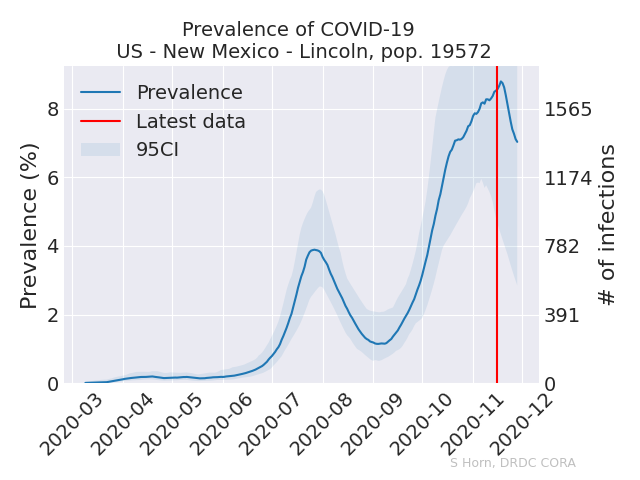 Prevalence of COVID-19
US - New Mexico - Lincoln, pop. 19572
Prevalence
Latest data
95CI
Prevalence (%)
8
6
4
2
0
# of infections
1565
1174
782
391
0
2020-03
2020-04
2020-05
2020-06
2020-07
2020-08
2020-09
2020-10
2020-11
2020-12
S Horn, DRDC CORA